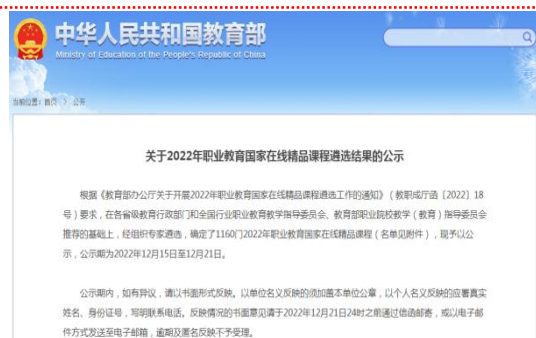 中华人民共和国教育部
Ministry of Education of the People's Republic of China
当前位置：首页 > 公开
关于2022年职业教育国家在线精品课程遴选结果的公示
根据《教育部办公厅关于开展2022年职业教育国家在线精品课程遴选工作的通知》（教职成厅函〔2022〕18
号）要求，在各省级教育行政部门和全国行业职业教育教学指导委员会、教育部职业院校教学（教育）指导委员会
推荐的基础上，经组织专家遴选，确定了1160门2022年职业教育国家在线精品课程（名单见附件），现予以公
示，公示期为2022年12月15日至12月21日。
公示期内，如有异议，请以书面形式反映。以单位名义反映的须加盖本单位公章，以个人名义反映的应署真实
姓名、身份证号，写明联系电话。反映情况的书面意见请于2022年12月21日24时之前通过信函邮寄，或以电子邮
件方式发送至电子邮箱，逾期及匿名反映不予受理。